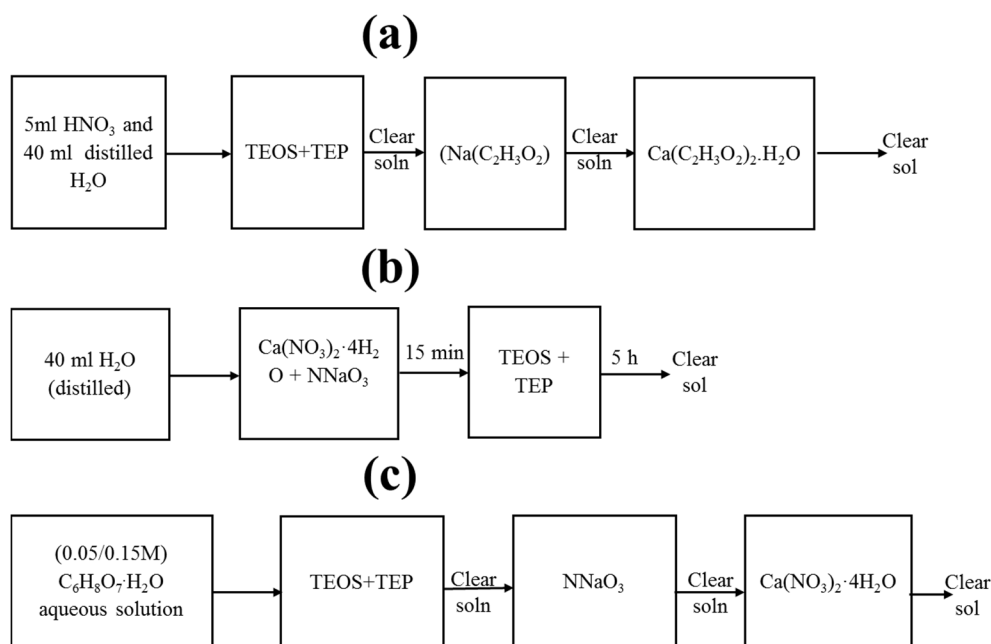 (a)
5ml HNO₃ and
40 ml distilled
H₂O
TEOS+TEP
Clear
soln
(Na(C₂H₃O₂)
Clear
soln
Ca(C₂H₃O₂)₂.H₂O
Clear
sol
(b)
40 ml H₂O
(distilled)
Ca(NO₃)₂·4H₂
O + NNaO₃
15 min
TEOS +
TEP
5 h
Clear
sol
(c)
(0.05/0.15M)
C₆H₈O₇·H₂O
aqueous solution
TEOS+TEP
Clear
soln
NNaO₃
Clear
soln
Ca(NO₃)₂·4H₂O
Clear
sol